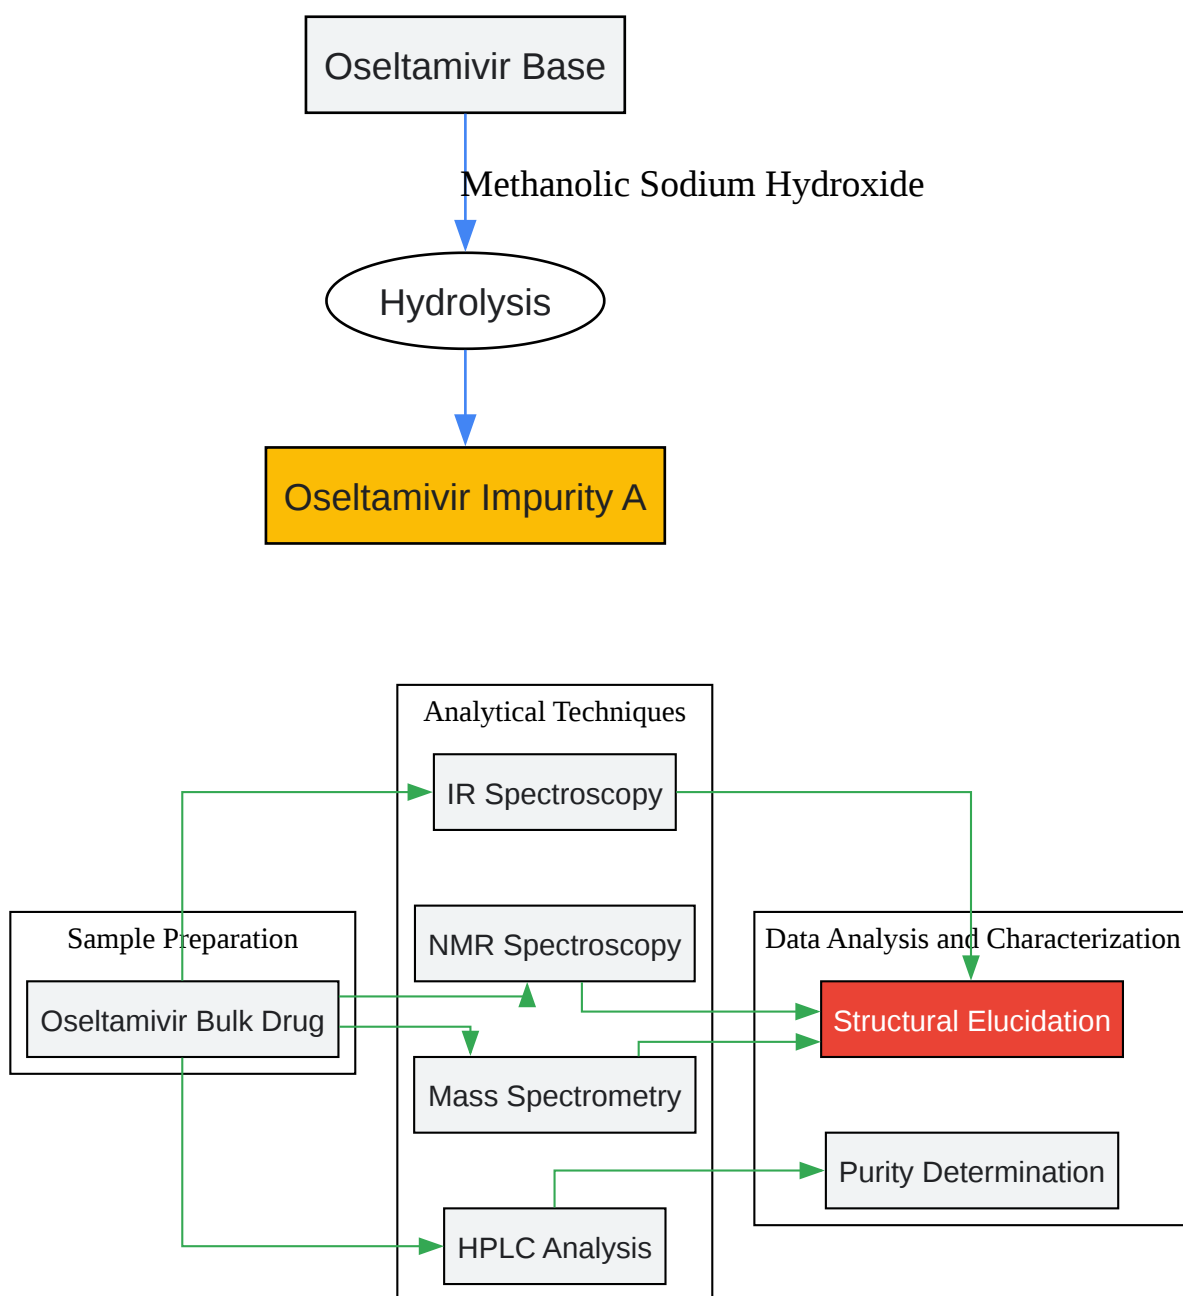 Oseltamivir Base
Methanolic Sodium Hydroxide
Hydrolysis
Oseltamivir Impurity A
Analytical Techniques
IR Spectroscopy
NMR Spectroscopy
Mass Spectrometry
HPLC Analysis
Sample Preparation
Oseltamivir Bulk Drug
Data Analysis and Characterization
Structural Elucidation
Purity Determination